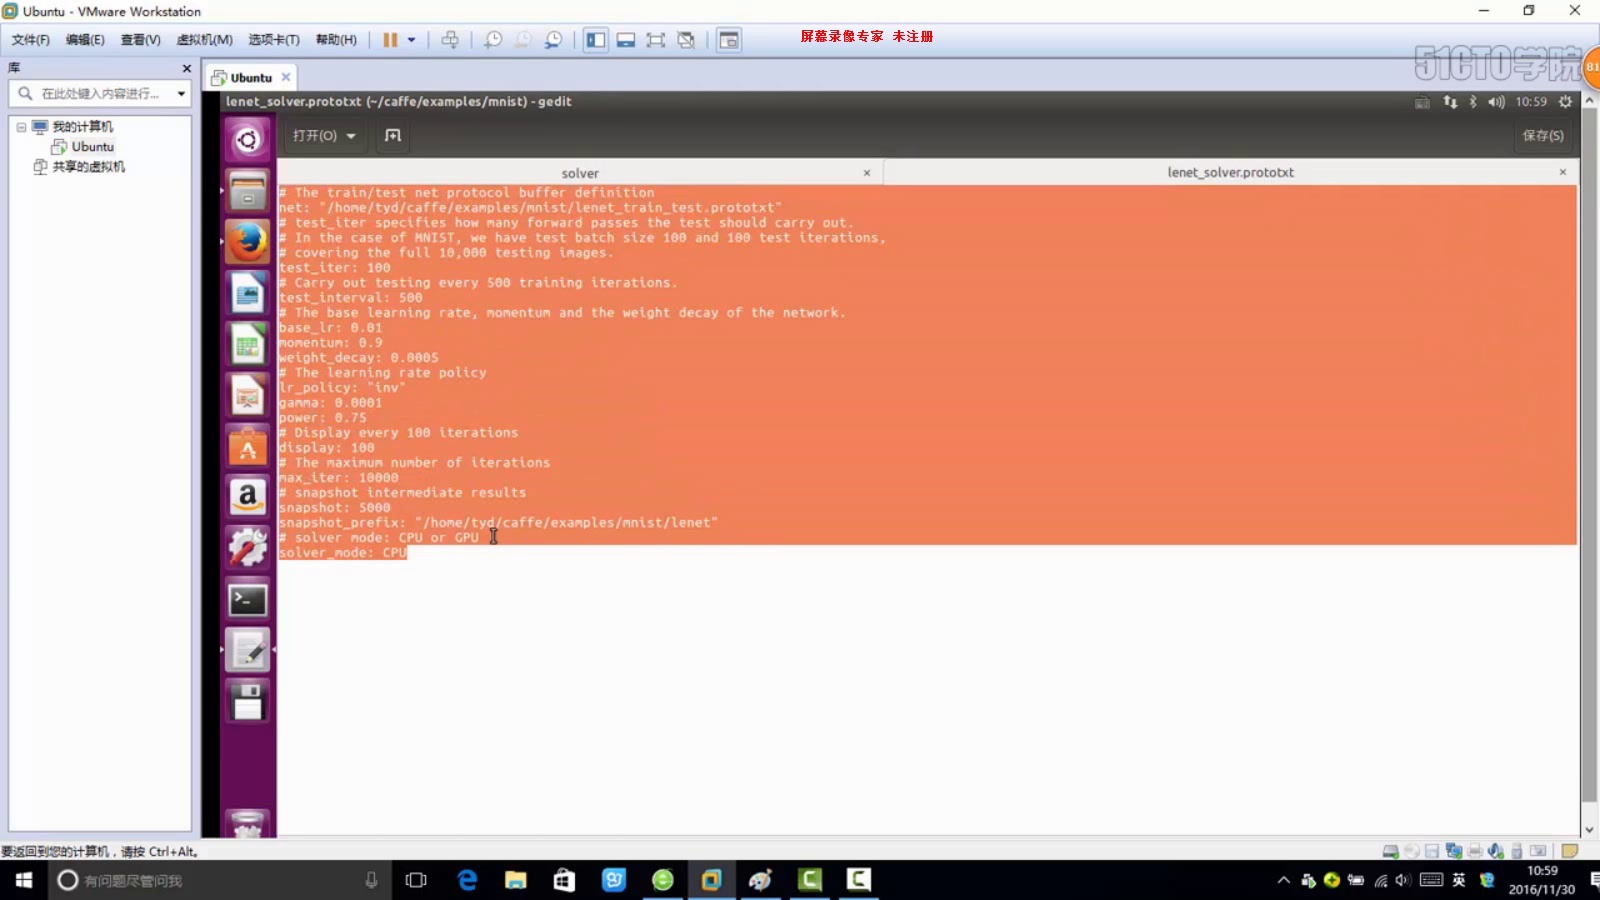 Ubuntu - VMware Workstation
文件(F) 编辑(E) 查看(V) 虚拟机(M) 选项卡(T) 帮助(H)
屏幕录像专家 未注册
51CTO学院
81
库
Ubuntu
在此处键入内容进行...
我的计算机
Ubuntu
共享的虚拟机
lenet_solver.prototxt (~/caffe/examples/mnist) - gedit
10:59
打开(O)
保存(S)
solver
lenet_solver.prototxt
# The train/test net protocol buffer definition
net: "/home/tyd/caffe/examples/mnist/lenet_train_test.prototxt"
# test_iter specifies how many forward passes the test should carry out.
# In the case of MNIST, we have test batch size 100 and 100 test iterations,
# covering the full 10,000 testing images.
test_iter: 100
# Carry out testing every 500 training iterations.
test_interval: 500
# The base learning rate, momentum and the weight decay of the network.
base_lr: 0.01
momentum: 0.9
weight_decay: 0.0005
# The learning rate policy
lr_policy: "inv"
gamma: 0.0001
power: 0.75
# Display every 100 iterations
display: 100
# The maximum number of iterations
max_iter: 10000
# snapshot intermediate results
snapshot: 5000
snapshot_prefix: "/home/tyd/caffe/examples/mnist/lenet"
# solver mode: CPU or GPU
solver_mode: CPU
要返回到您的计算机，请按 Ctrl+Alt。
有问题尽管问我
英
10:59
2016/11/30